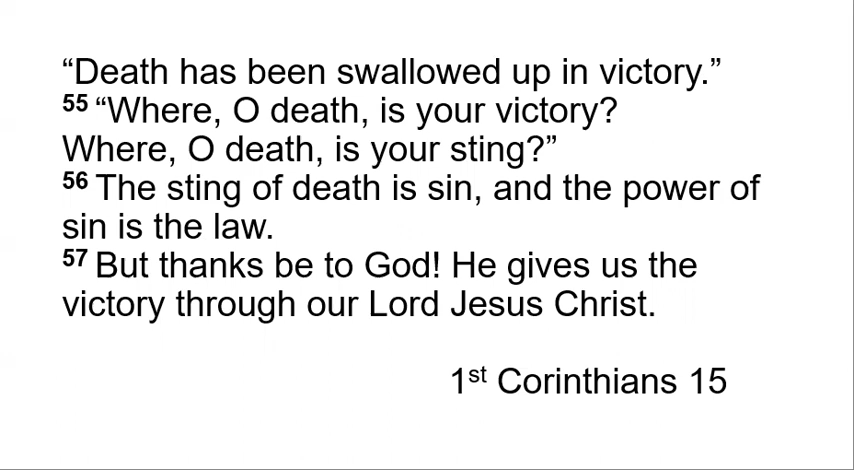 “Death has been swallowed up in victory.”
55 “Where, O death, is your victory?
Where, O death, is your sting?”
56 The sting of death is sin, and the power of
sin is the law.
57 But thanks be to God! He gives us the
victory through our Lord Jesus Christ.
1st Corinthians 15